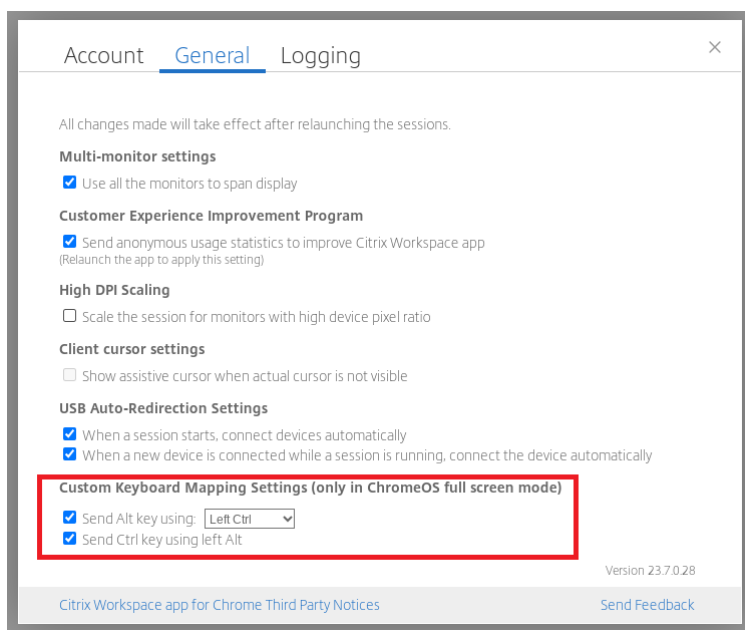 Account General Logging
All changes made will take effect after relaunching the sessions.
Multi-monitor settings
Use all the monitors to span display
Customer Experience Improvement Program
Send anonymous usage statistics to improve Citrix Workspace app
(Relaunch the app to apply this setting)
High DPI Scaling
Scale the session for monitors with high device pixel ratio
Client cursor settings
Show assistive cursor when actual cursor is not visible
USB Auto-Redirection Settings
When a session starts, connect devices automatically
When a new device is connected while a session is running, connect the device automatically
Custom Keyboard Mapping Settings (only in ChromeOS full screen mode)
Send Alt key using: Left Ctrl
Send Ctrl key using left Alt
Version 23.7.0.28
Citrix Workspace app for Chrome Third Party Notices Send Feedback